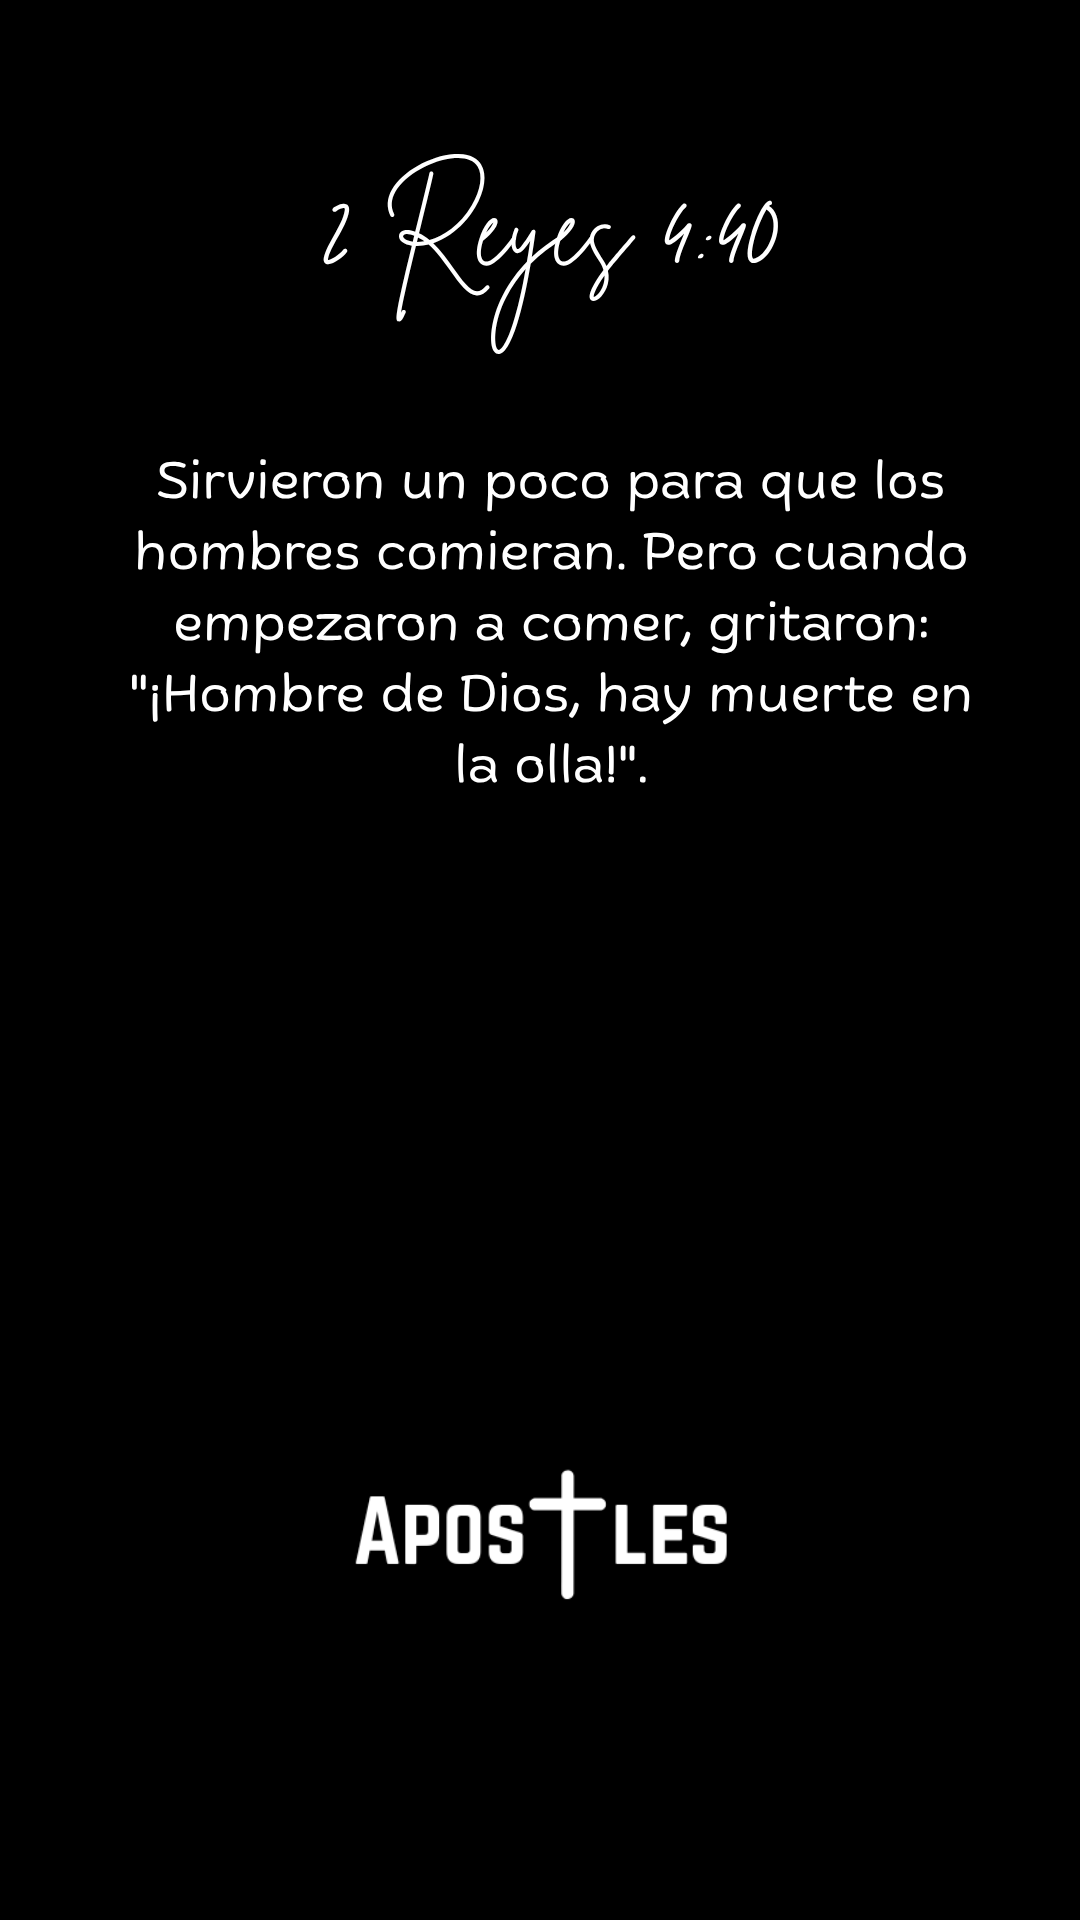 2 Reyes 4:40
Sirvieron un poco para que los
hombres comieran. Pero cuando
empezaron a comer, gritaron:
"¡Hombre de Dios, hay muerte en
la olla!".
APOSTLES